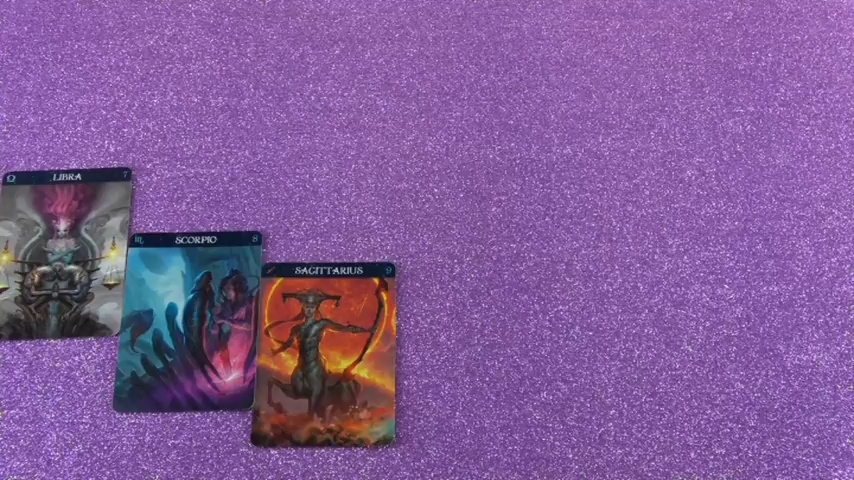 ♎ LIBRA 7
♏ SCORPIO 8
♐ SAGITTARIUS 9